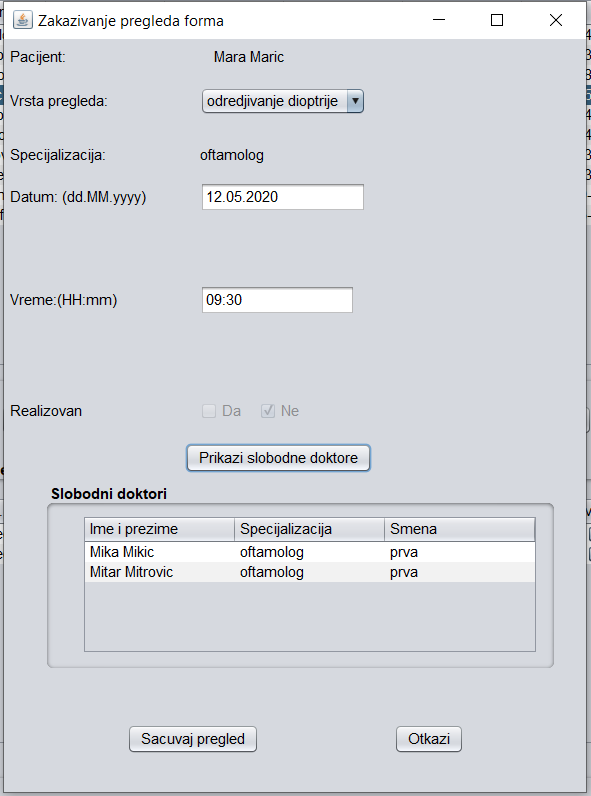 Zakazivanje pregleda forma
Pacijent: Mara Maric
Vrsta pregleda: odredjivanje dioptrije
Specijalizacija: oftamolog
Datum: (dd.MM.yyyy) 12.05.2020
Vreme:(HH:mm) 09:30
Realizovan Da Ne
Prikazi slobodne doktore
Slobodni doktori
Ime i prezime Specijalizacija Smena
Mika Mikic oftamolog prva
Mitar Mitrovic oftamolog prva
Sacuvaj pregled Otkazi